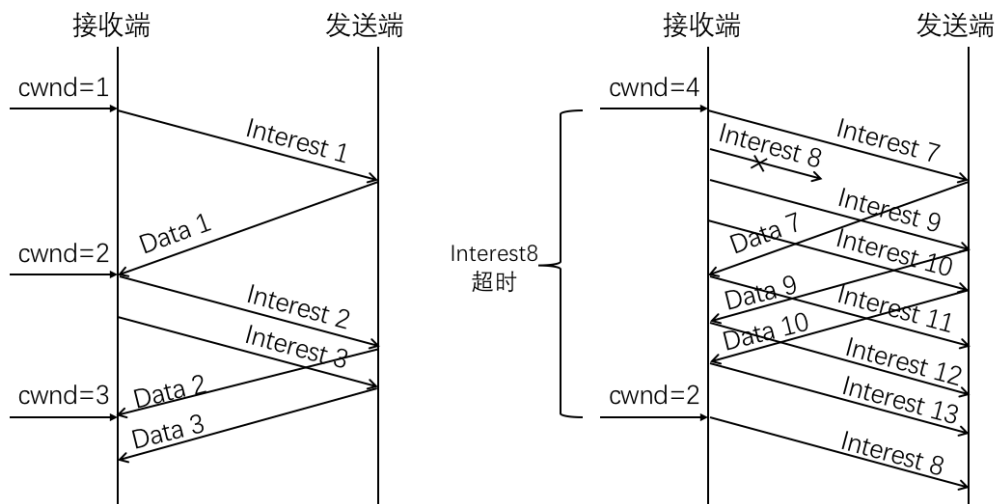 接收端
发送端
cwnd=1
Interest 1
Data 1
cwnd=2
Interest 2
Interest 3
Data 2
cwnd=3
Data 3
接收端
发送端
cwnd=4
Interest 7
Interest 8
Interest 9
Data 7
Interest 10
Interest8
超时
Data 9
Interest 11
Data 10
Interest 12
cwnd=2
Interest 13
Interest 8